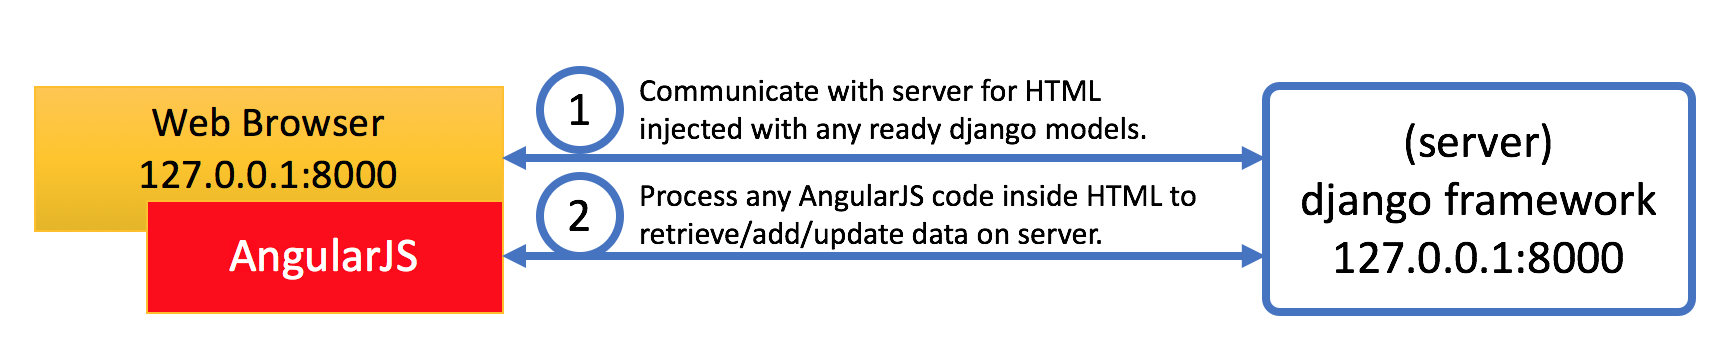 Web Browser
127.0.0.1:8000
AngularJS
1
Communicate with server for HTML
injected with any ready django models.
2
Process any AngularJS code inside HTML to
retrieve/add/update data on server.
(server)
django framework
127.0.0.1:8000